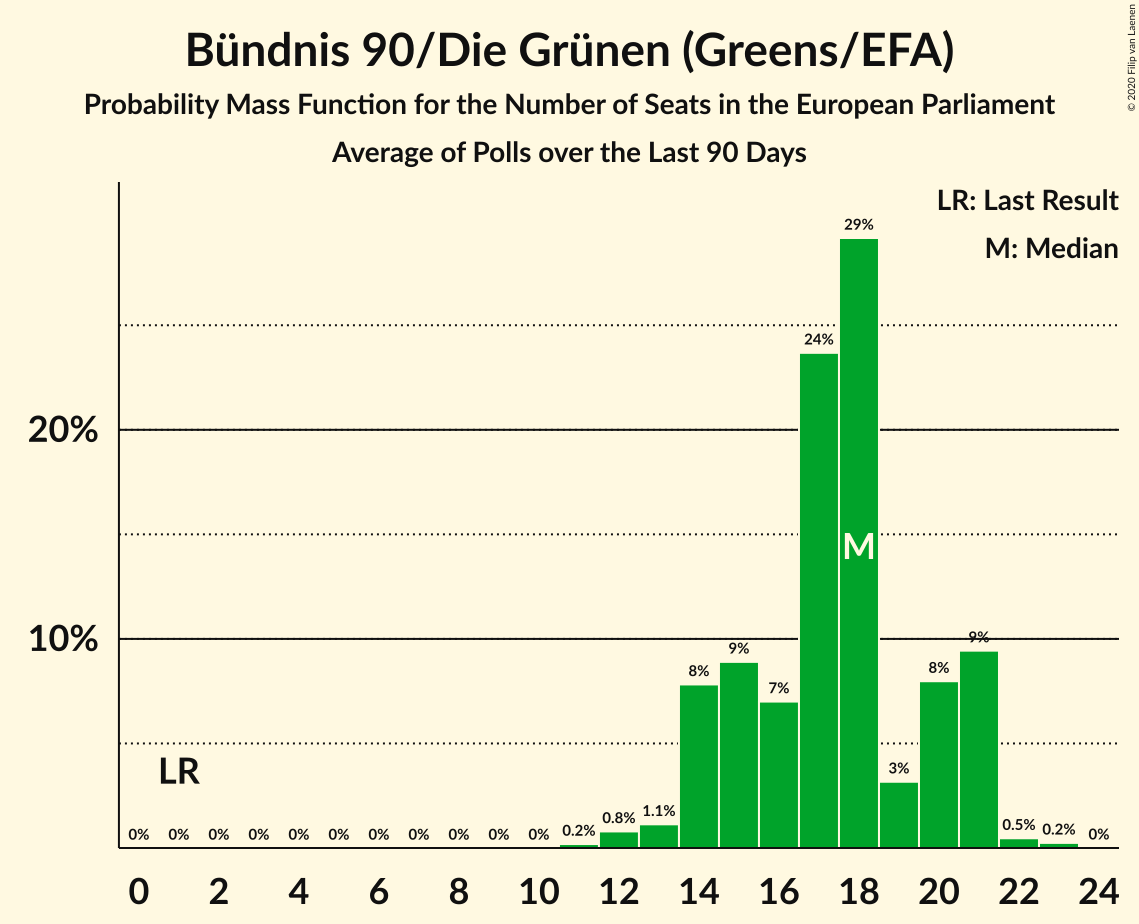 © 2020 Filip van Laenen
Bündnis 90/Die Grünen (Greens/EFA)
Probability Mass Function for the Number of Seats in the European Parliament
Average of Polls over the Last 90 Days
LR: Last Result
M: Median
20%
10%
0% 0% 0% 0% 0% 0% 0% 0% 0% 0% 0% 0.2% 0.8% 1.1% 8% 9% 7% 24% 29% 3% 8% 9% 0.5% 0.2% 0%
LR
M
0 2 4 6 8 10 12 14 16 18 20 22 24